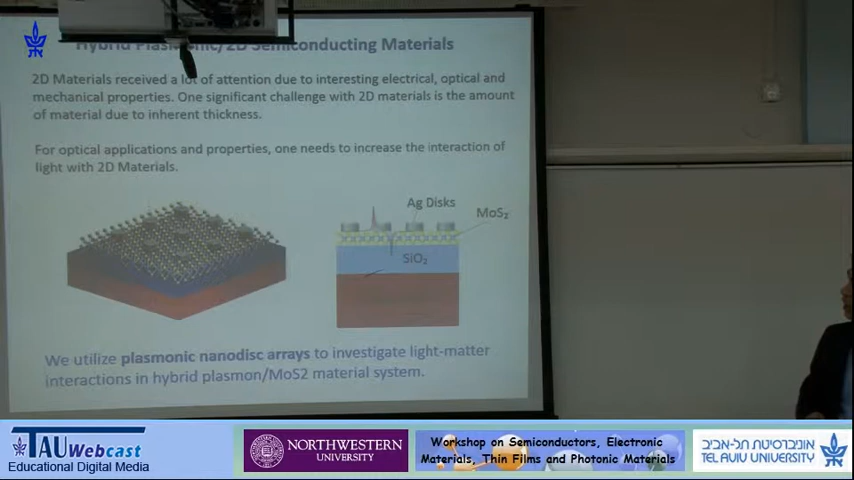 Hybrid Plasmonic/2D Semiconducting Materials
2D Materials received a lot of attention due to interesting electrical, optical and
mechanical properties. One significant challenge with 2D materials is the amount
of material due to inherent thickness.
For optical applications and properties, one needs to increase the interaction of
light with 2D Materials.
Ag Disks
MoS₂
SiO₂
We utilize plasmonic nanodisc arrays to investigate light-matter
interactions in hybrid plasmon/MoS2 material system.
TAU Webcast
Educational Digital Media
NORTHWESTERN
UNIVERSITY
Workshop on Semiconductors, Electronic
Materials, Thin Films and Photonic Materials
אוניברסיטת תל-אביב
TEL AVIV UNIVERSITY